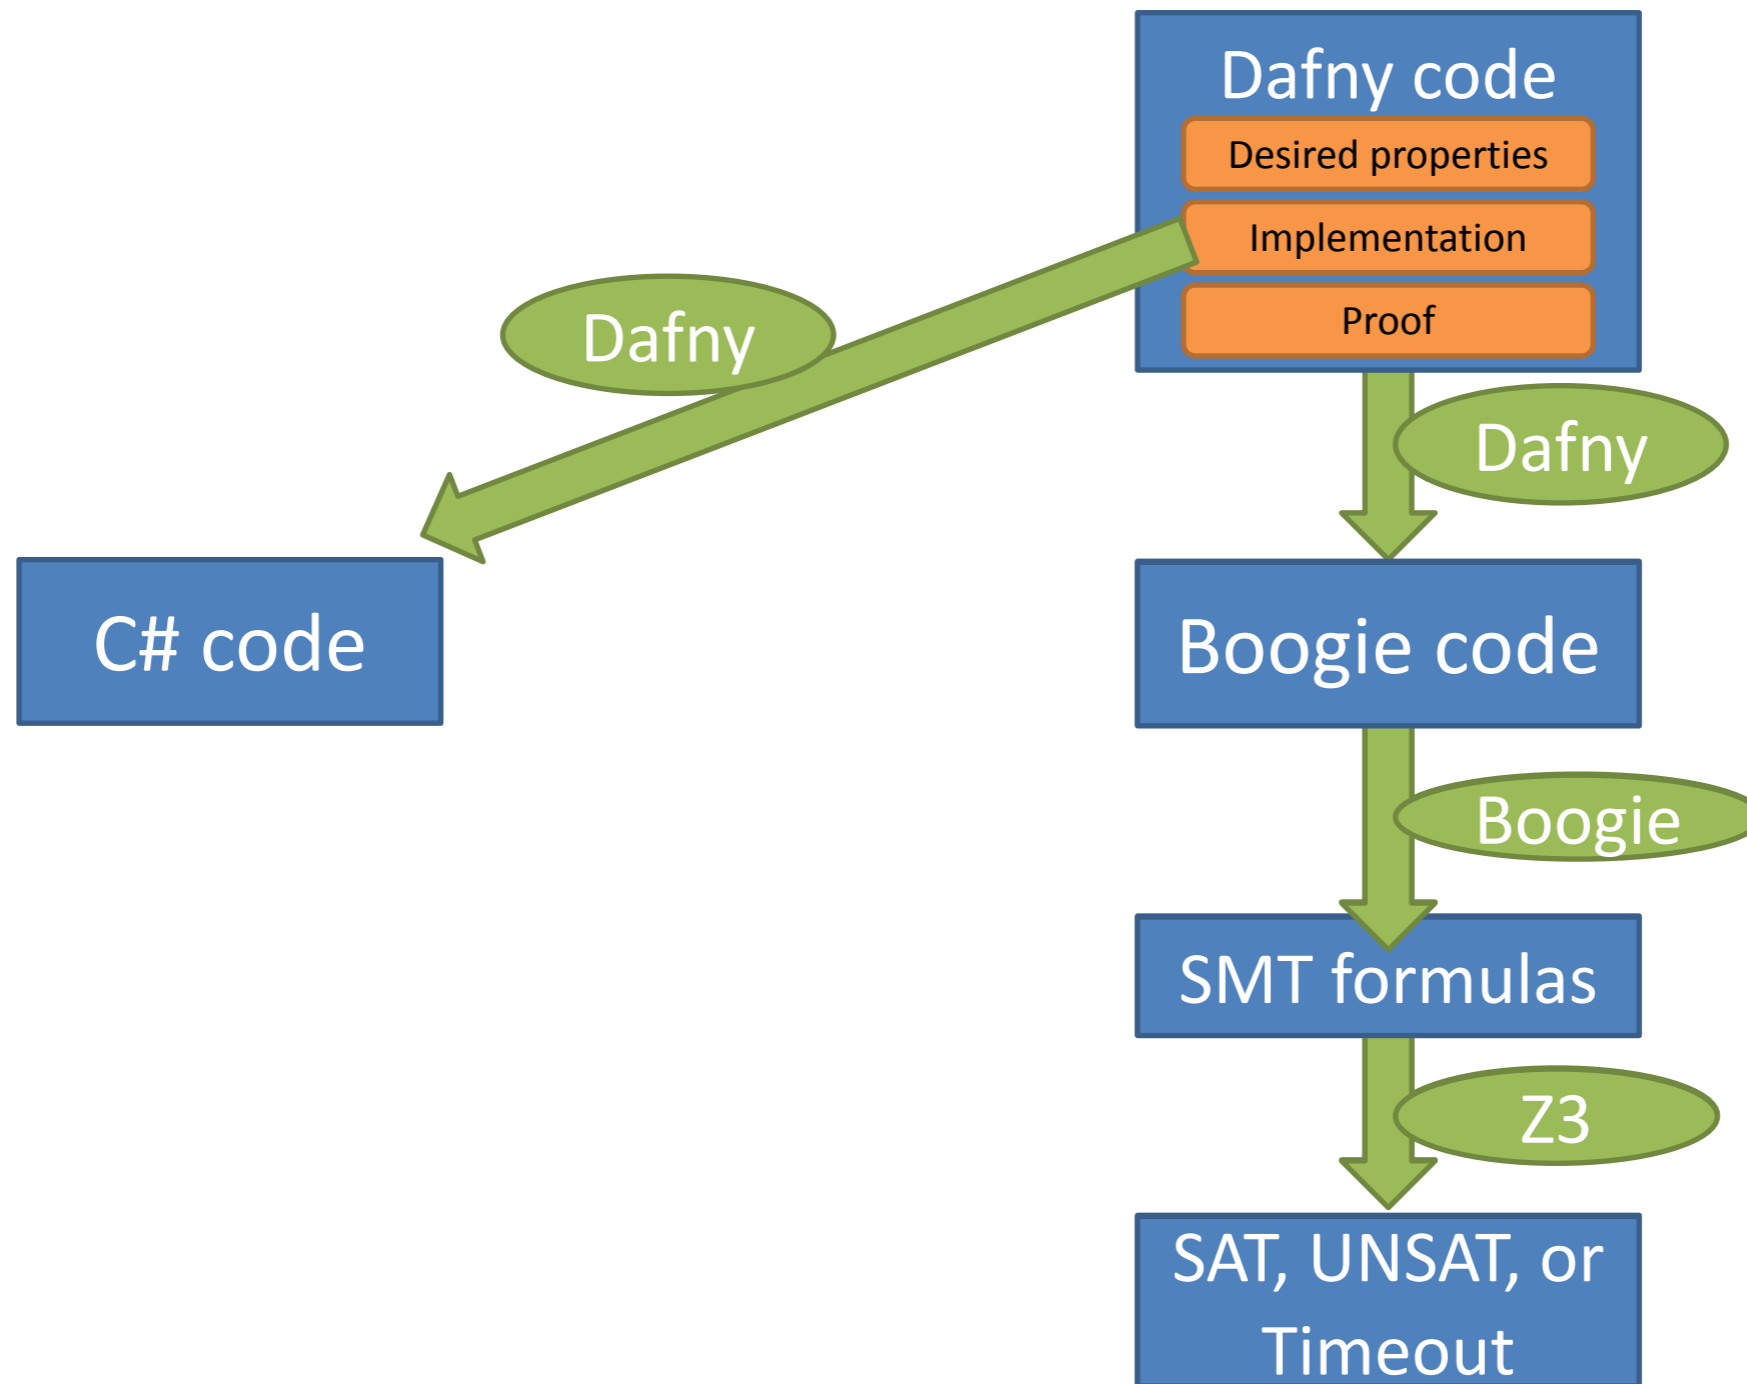 Dafny code
Desired properties
Implementation
Proof
Dafny
Dafny
C# code
Boogie code
Boogie
SMT formulas
Z3
SAT, UNSAT, or
Timeout